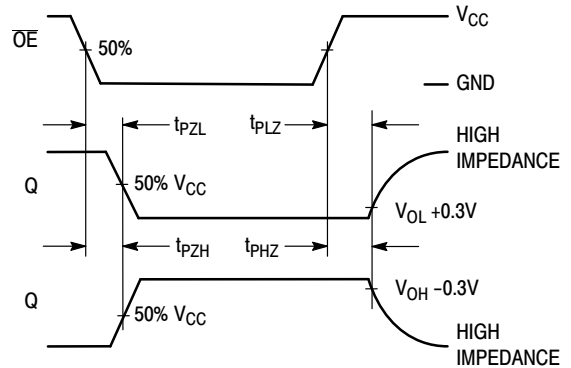 V_CC
OE
50%
GND
t_PZL
t_PLZ
HIGH
IMPEDANCE
Q
50% V_CC
V_OL +0.3V
t_PZH
t_PHZ
V_OH −0.3V
Q
50% V_CC
HIGH
IMPEDANCE